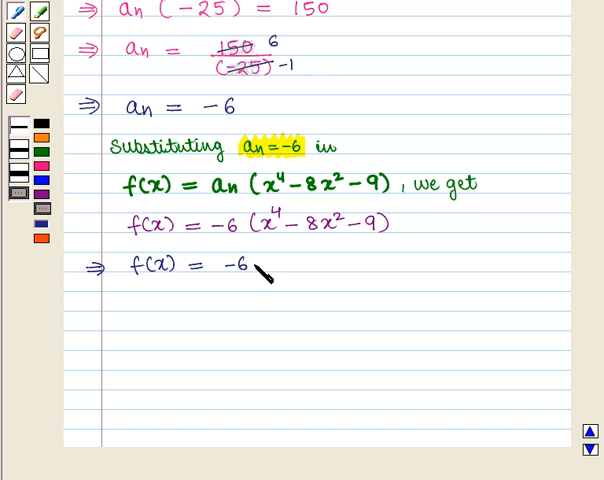 ⇒ an (-25) = 150
⇒ an = 150 6 / (-25) -1
⇒ an = -6
Substituting an=-6 in
f(x) = an (x⁴ - 8x² - 9), we get
f(x) = -6 (x⁴ - 8x² - 9)
⇒ f(x) = -6